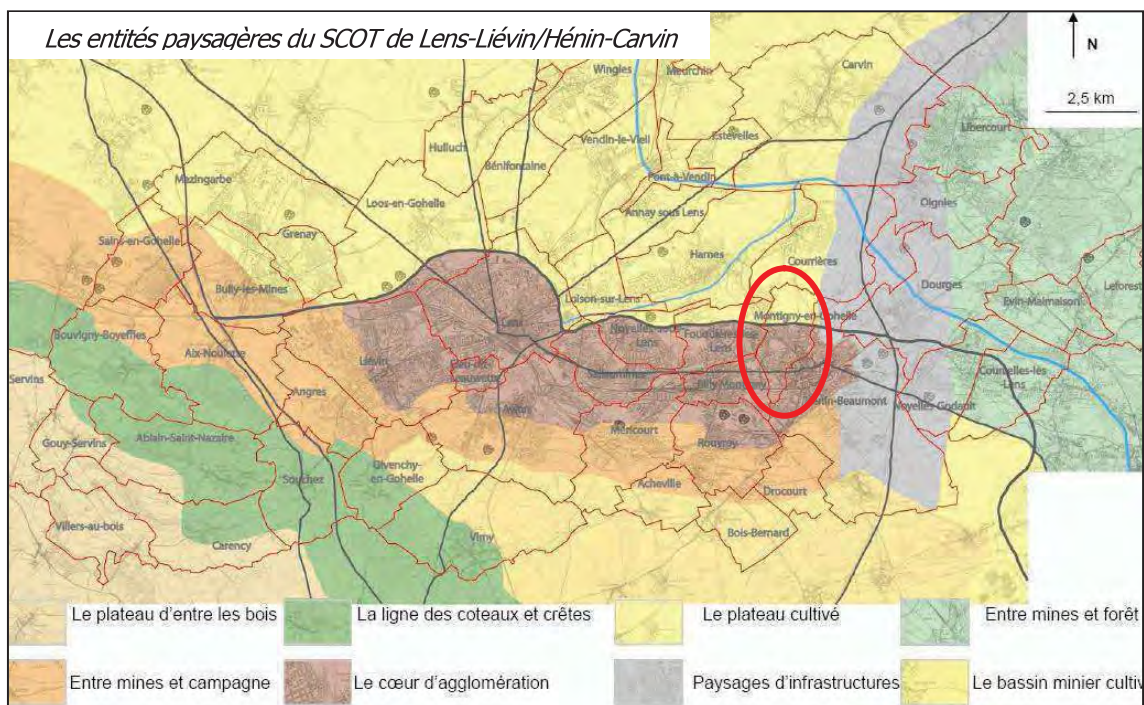 Les entités paysagères du SCOT de Lens-Liévin/Hénin-Carvin
N
2,5 km
Wingles
Meurchin
Carvin
Vendin-le-Vieil
Estevelles
Libercourt
Hulluch
Bénifontaine
Pont-à-Vendin
Mazingarbe
Loos-en-Gohelle
Annay sous Lens
Oignies
Grenay
Harnes
Sains-en-Gohelle
Courrières
Bully-les-Mines
Dourges
Evin-Malmaison
Leforest
Loison-sur-Lens
Montigny-en-Gohelle
Lens
Noyelles-sous-
Lens
Fouquières-les-
Lens
Bouvigny-Boyeffles
Aix-Noulette
Liévin
Servins
Angres
Avion
Courcelles-lès
Lens
Noyelles-Godault
Gouy-Servins
Ablain-Saint-Nazaire
Méricourt
Rouvroy
Souchez
Givenchy-
en-Gohelle
Acheville
Drocourt
Villers-au-bois
Carency
Vimy
Bois-Bernard
Le plateau d'entre les bois
La ligne des coteaux et crêtes
Le plateau cultivé
Entre mines et forêt
Entre mines et campagne
Le cœur d'agglomération
Paysages d'infrastructures
Le bassin minier cultiv